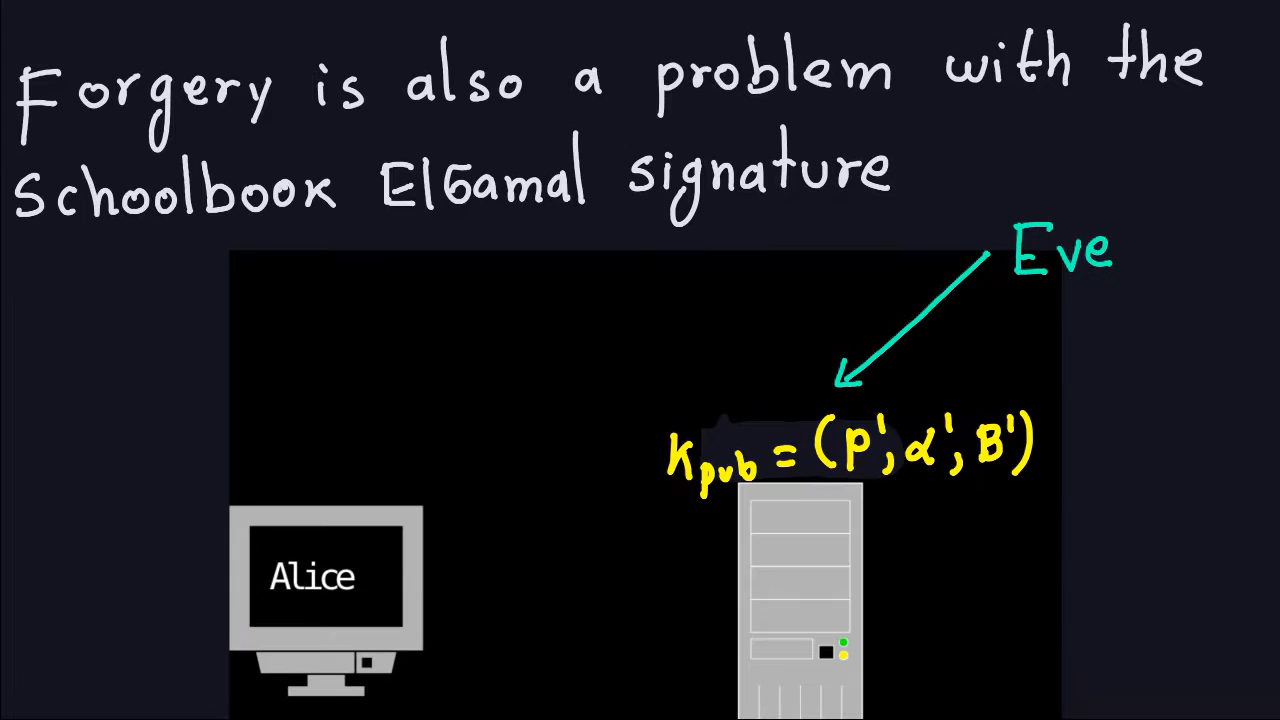 Forgery is also a problem with the
Schoolbook ElGamal signature
Eve
Kpub = (p', α', B')
Alice